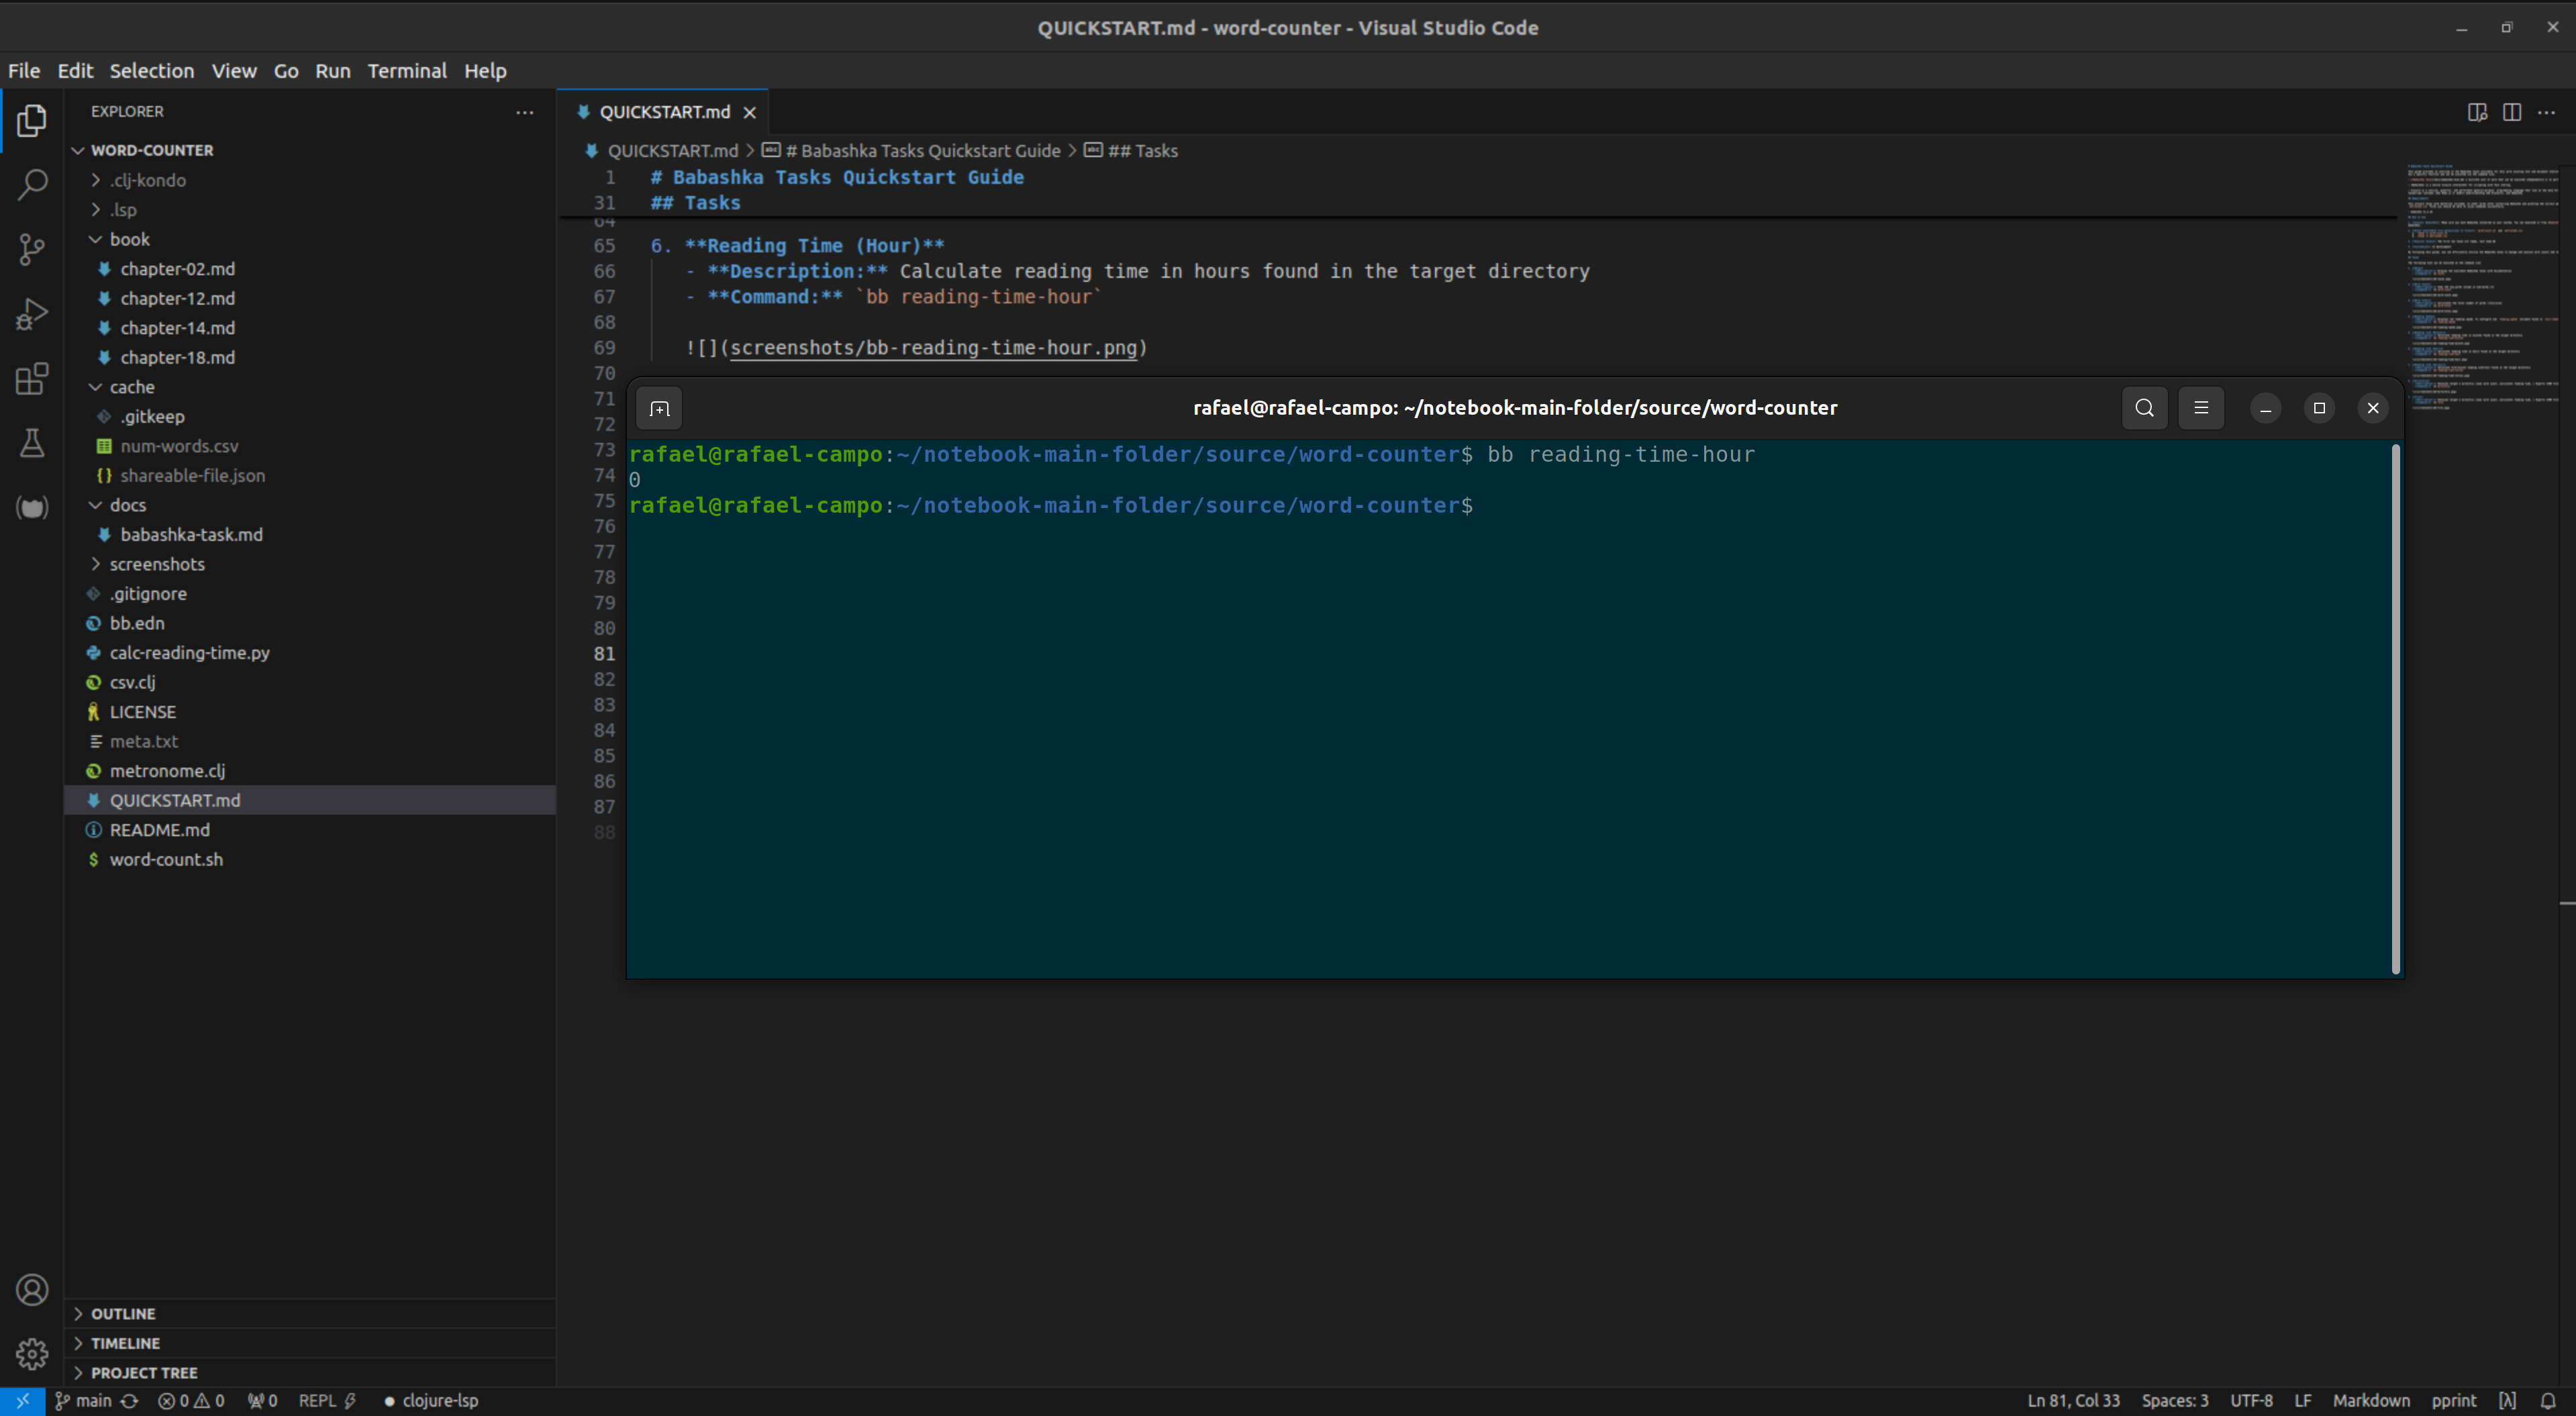 QUICKSTART.md - word-counter - Visual Studio Code
File Edit Selection View Go Run Terminal Help
EXPLORER
WORD-COUNTER
.clj-kondo
.lsp
book
chapter-02.md
chapter-12.md
chapter-14.md
chapter-18.md
cache
.gitkeep
num-words.csv
shareable-file.json
docs
babashka-task.md
screenshots
.gitignore
bb.edn
calc-reading-time.py
csv.clj
LICENSE
meta.txt
metronome.clj
QUICKSTART.md
README.md
word-count.sh
OUTLINE
TIMELINE
PROJECT TREE
QUICKSTART.md
QUICKSTART.md > # Babashka Tasks Quickstart Guide > ## Tasks
1 # Babashka Tasks Quickstart Guide
31 ## Tasks
64
65 6. **Reading Time (Hour)**
66 - **Description:** Calculate reading time in hours found in the target directory
67 - **Command:** `bb reading-time-hour`
68
69 ![](screenshots/bb-reading-time-hour.png)
70
71
72
73
74
75
76
77
78
79
80
81
82
83
84
85
86
87
88
rafael@rafael-campo: ~/notebook-main-folder/source/word-counter
rafael@rafael-campo:~/notebook-main-folder/source/word-counter$ bb reading-time-hour
0
rafael@rafael-campo:~/notebook-main-folder/source/word-counter$
main 0 0 0 REPL clojure-lsp Ln 81, Col 33 Spaces: 3 UTF-8 LF Markdown pprint [λ]